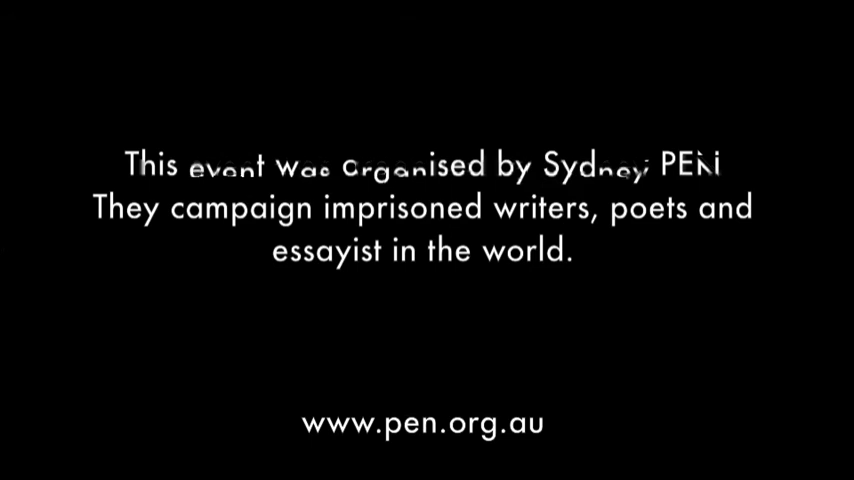 This event was organised by Sydney PEN
They campaign imprisoned writers, poets and
essayist in the world.
www.pen.org.au